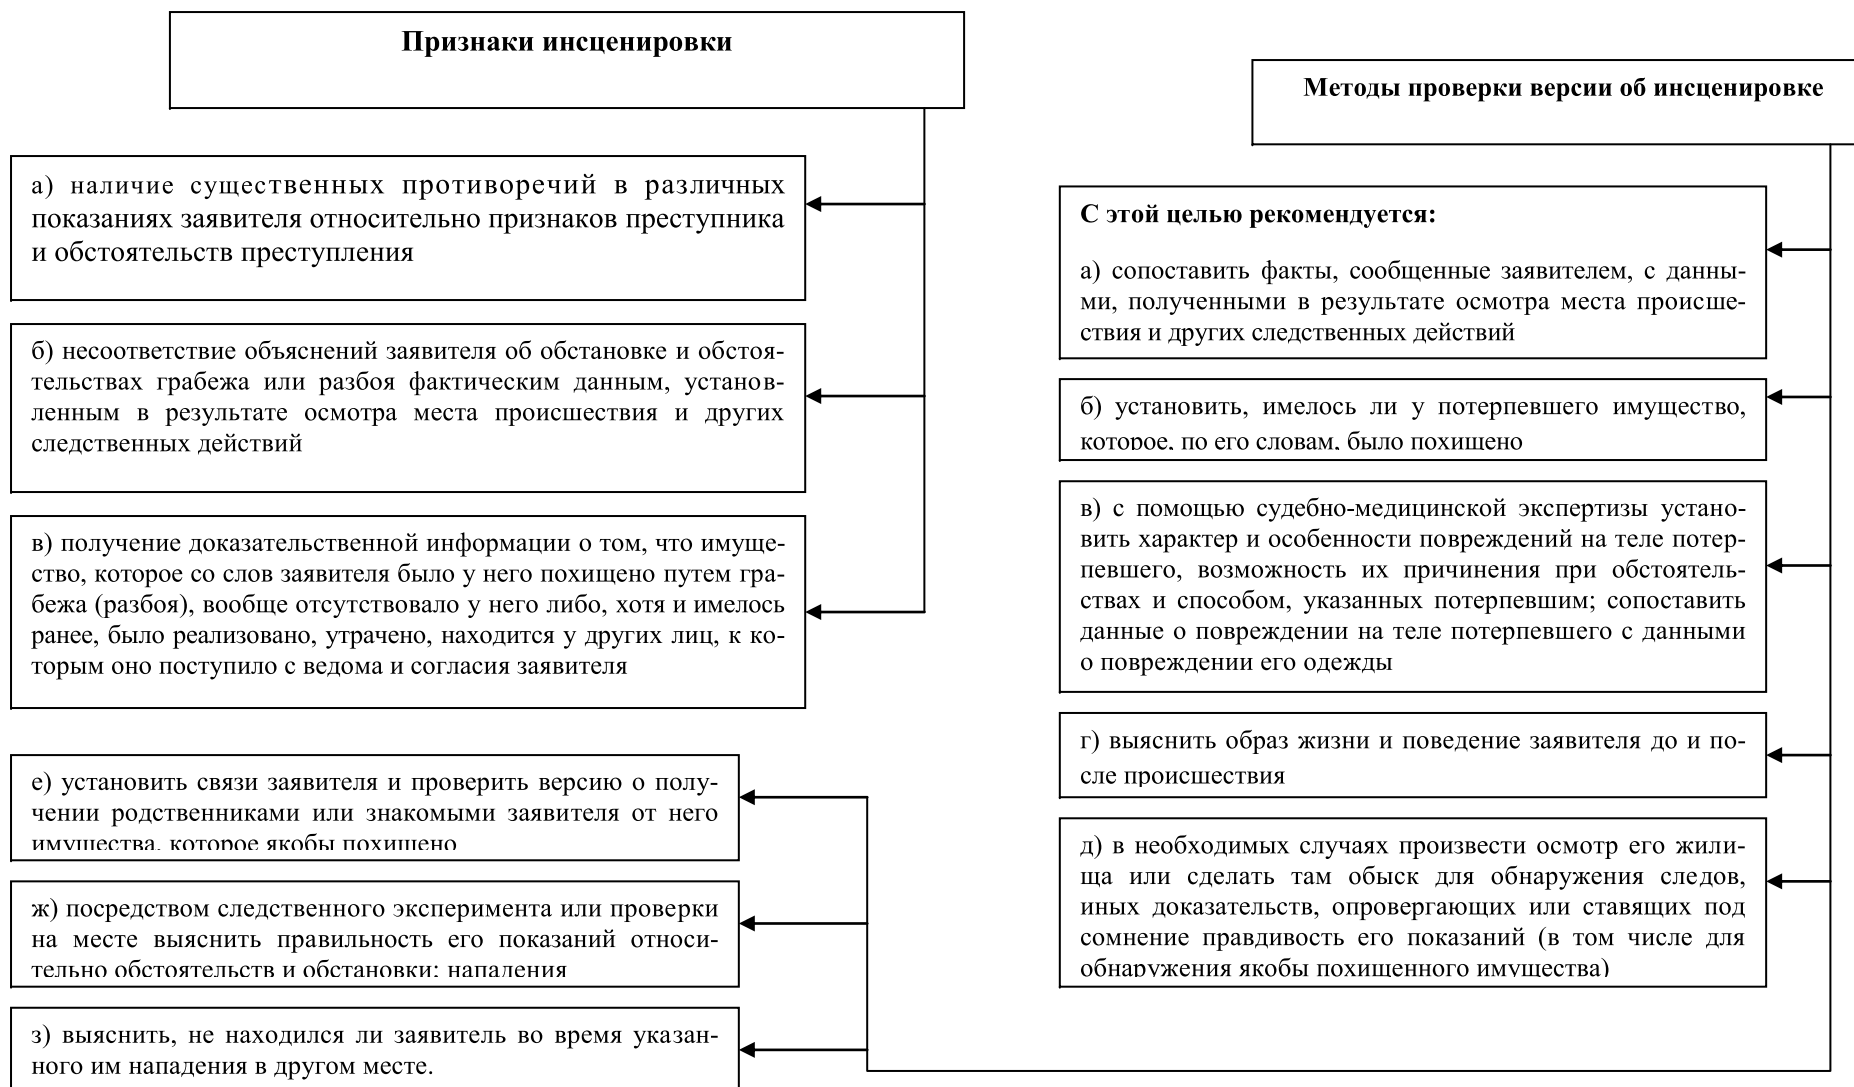 Признаки инсценировки
а) наличие существенных противоречий в различных
показаниях заявителя относительно признаков преступника
и обстоятельств преступления
б) несоответствие объяснений заявителя об обстановке и обстоя-
тельствах грабежа или разбоя фактическим данным, установ-
ленным в результате осмотра места происшествия и других
следственных действий
в) получение доказательственной информации о том, что имуще-
ство, которое со слов заявителя было у него похищено путем гра-
бежа (разбоя), вообще отсутствовало у него либо, хотя и имелось
ранее, было реализовано, утрачено, находится у других лиц, к ко-
торым оно поступило с ведома и согласия заявителя
Методы проверки версии об инсценировке
С этой целью рекомендуется:
а) сопоставить факты, сообщенные заявителем, с данны-
ми, полученными в результате осмотра места происше-
ствия и других следственных действий
б) установить, имелось ли у потерпевшего имущество,
которое, по его словам, было похищено
в) с помощью судебно-медицинской экспертизы устано-
вить характер и особенности повреждений на теле потер-
певшего, возможность их причинения при обстоятель-
ствах и способом, указанных потерпевшим; сопоставить
данные о повреждении на теле потерпевшего с данными
о повреждении его одежды
г) выяснить образ жизни и поведение заявителя до и по-
сле происшествия
д) в необходимых случаях произвести осмотр его жили-
ща или сделать там обыск для обнаружения следов,
иных доказательств, опровергающих или ставящих под
сомнение правдивость его показаний (в том числе для
обнаружения якобы похищенного имущества)
е) установить связи заявителя и проверить версию о полу-
чении родственниками или знакомыми заявителя от него
имущества, которое якобы похищено
ж) посредством следственного эксперимента или проверки
на месте выяснить правильность его показаний относи-
тельно обстоятельств и обстановки: нападения
з) выяснить, не находился ли заявитель во время указан-
ного им нападения в другом месте.